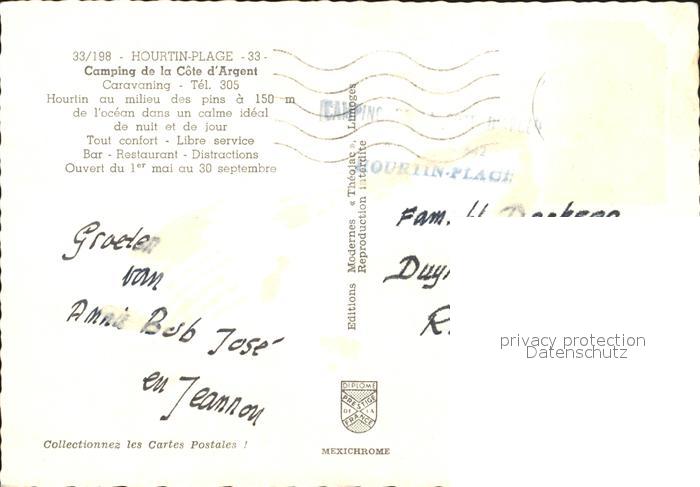 33/198 - HOURTIN-PLAGE - 33 -
Camping de la Côte d'Argent
Caravaning - Tél. 305
Hourtin au milieu des pins à 150 m
de l'océan dans un calme idéal
de nuit et de jour
Tout confort - Libre service
Bar - Restaurant - Distractions
Ouvert du 1er mai au 30 septembre
Groeten
van
Annie Bob José
en Jeannou
Collectionnez les Cartes Postales !
Editions Modernes « Théojac », Limoges
Reproduction interdite
CAMPING
HOURTIN-PLAGE
Fam. H.
DIPLOME
PRESTIGE
DE LA
FRANCE
MEXICHROME
privacy protection
Datenschutz